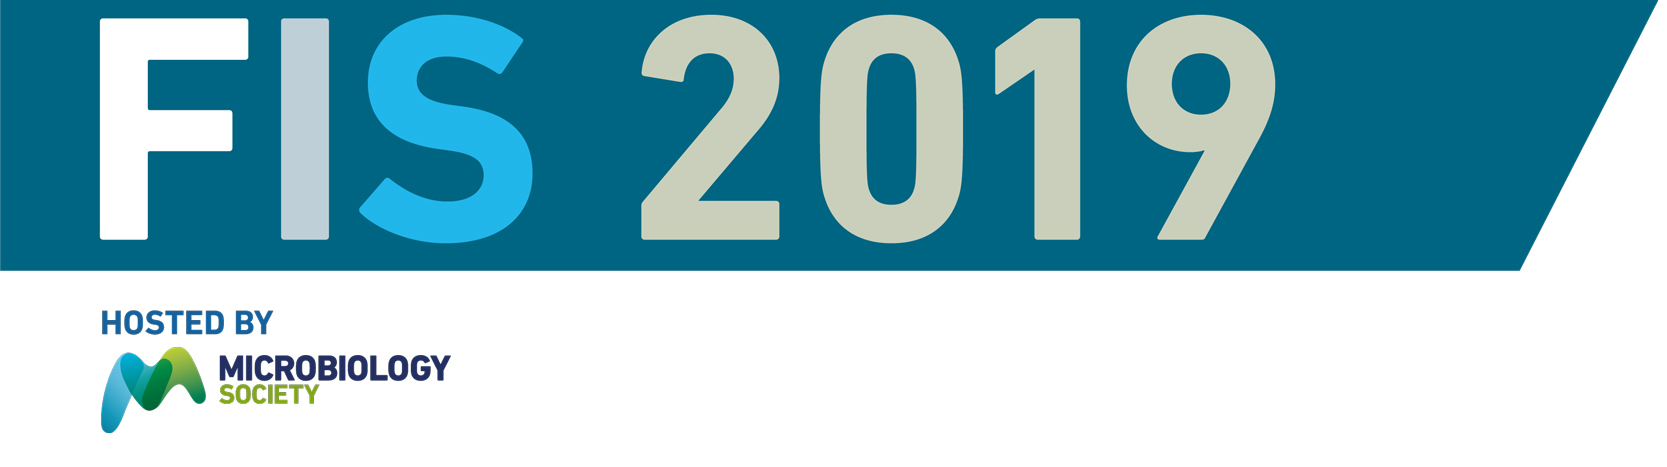 FIS 2019
HOSTED BY
MICROBIOLOGY
SOCIETY